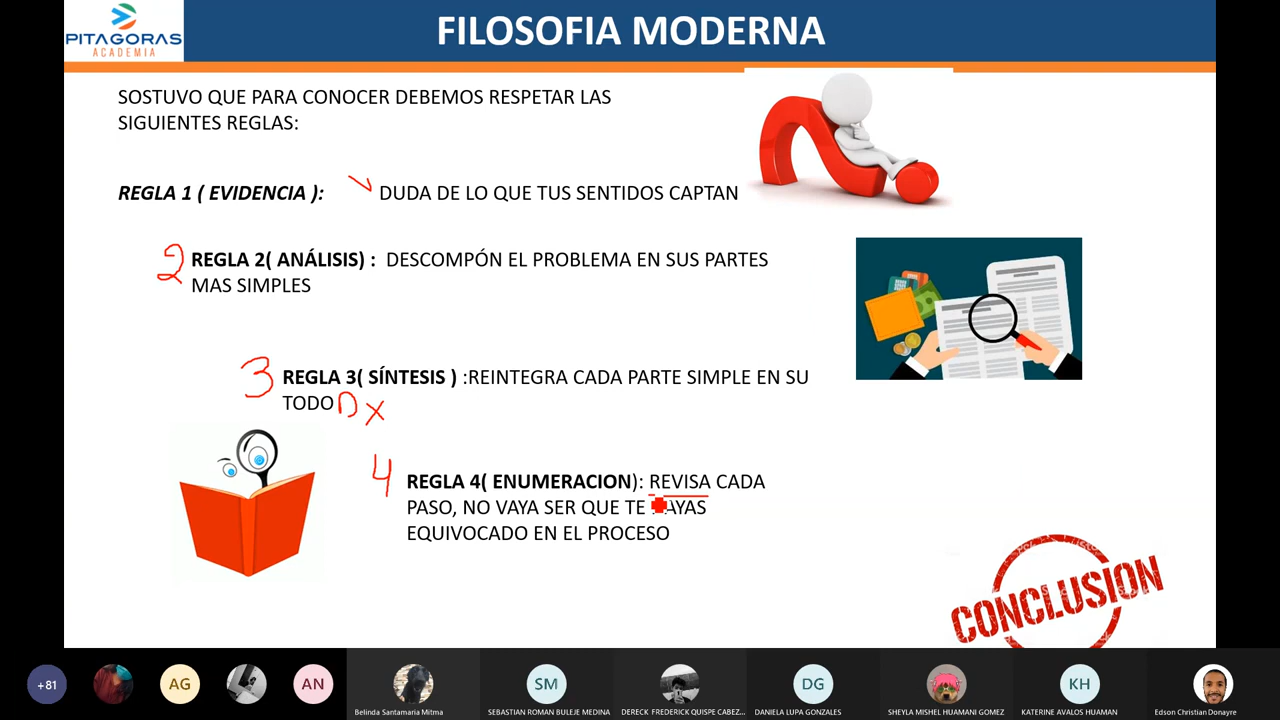 PITAGORAS
ACADEMIA
FILOSOFIA MODERNA
SOSTUVO QUE PARA CONOCER DEBEMOS RESPETAR LAS
SIGUIENTES REGLAS:
REGLA 1 ( EVIDENCIA ): DUDA DE LO QUE TUS SENTIDOS CAPTAN
2 REGLA 2( ANÁLISIS) : DESCOMPÓN EL PROBLEMA EN SUS PARTES
MAS SIMPLES
3 REGLA 3( SÍNTESIS ) :REINTEGRA CADA PARTE SIMPLE EN SU
TODO
4 REGLA 4( ENUMERACION): REVISA CADA
PASO, NO VAYA SER QUE TE
EQUIVOCADO EN EL PROCESO
CONCLUSION
+81
AG
AN
SM
DG
KH
Belinda Santamaria Mitma
SEBASTIAN ROMAN BULEJE MEDINA
DERECK FREDERICK QUISPE CABEZ...
DANIELA LUPA GONZALES
SHEYLA MISHEL HUAMANI GOMEZ
KATERINE AVALOS HUAMAN
Edson Christian Donayre